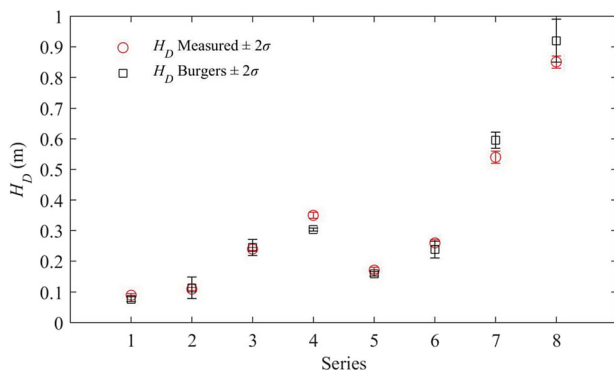 1
0.9
0.8
0.7
0.6
0.5
0.4
0.3
0.2
0.1
0
H_D (m)
H_D Measured ± 2σ
H_D Burgers ± 2σ
1 2 3 4 5 6 7 8
Series